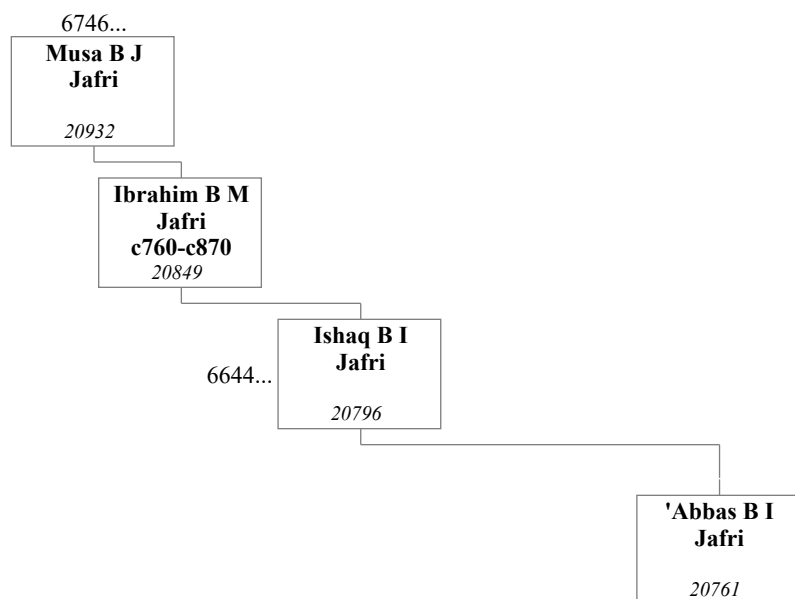 6746...
Musa B J
Jafri
20932
Ibrahim B M
Jafri
c760-c870
20849
Ishaq B I
Jafri
6644...
20796
'Abbas B I
Jafri
20761